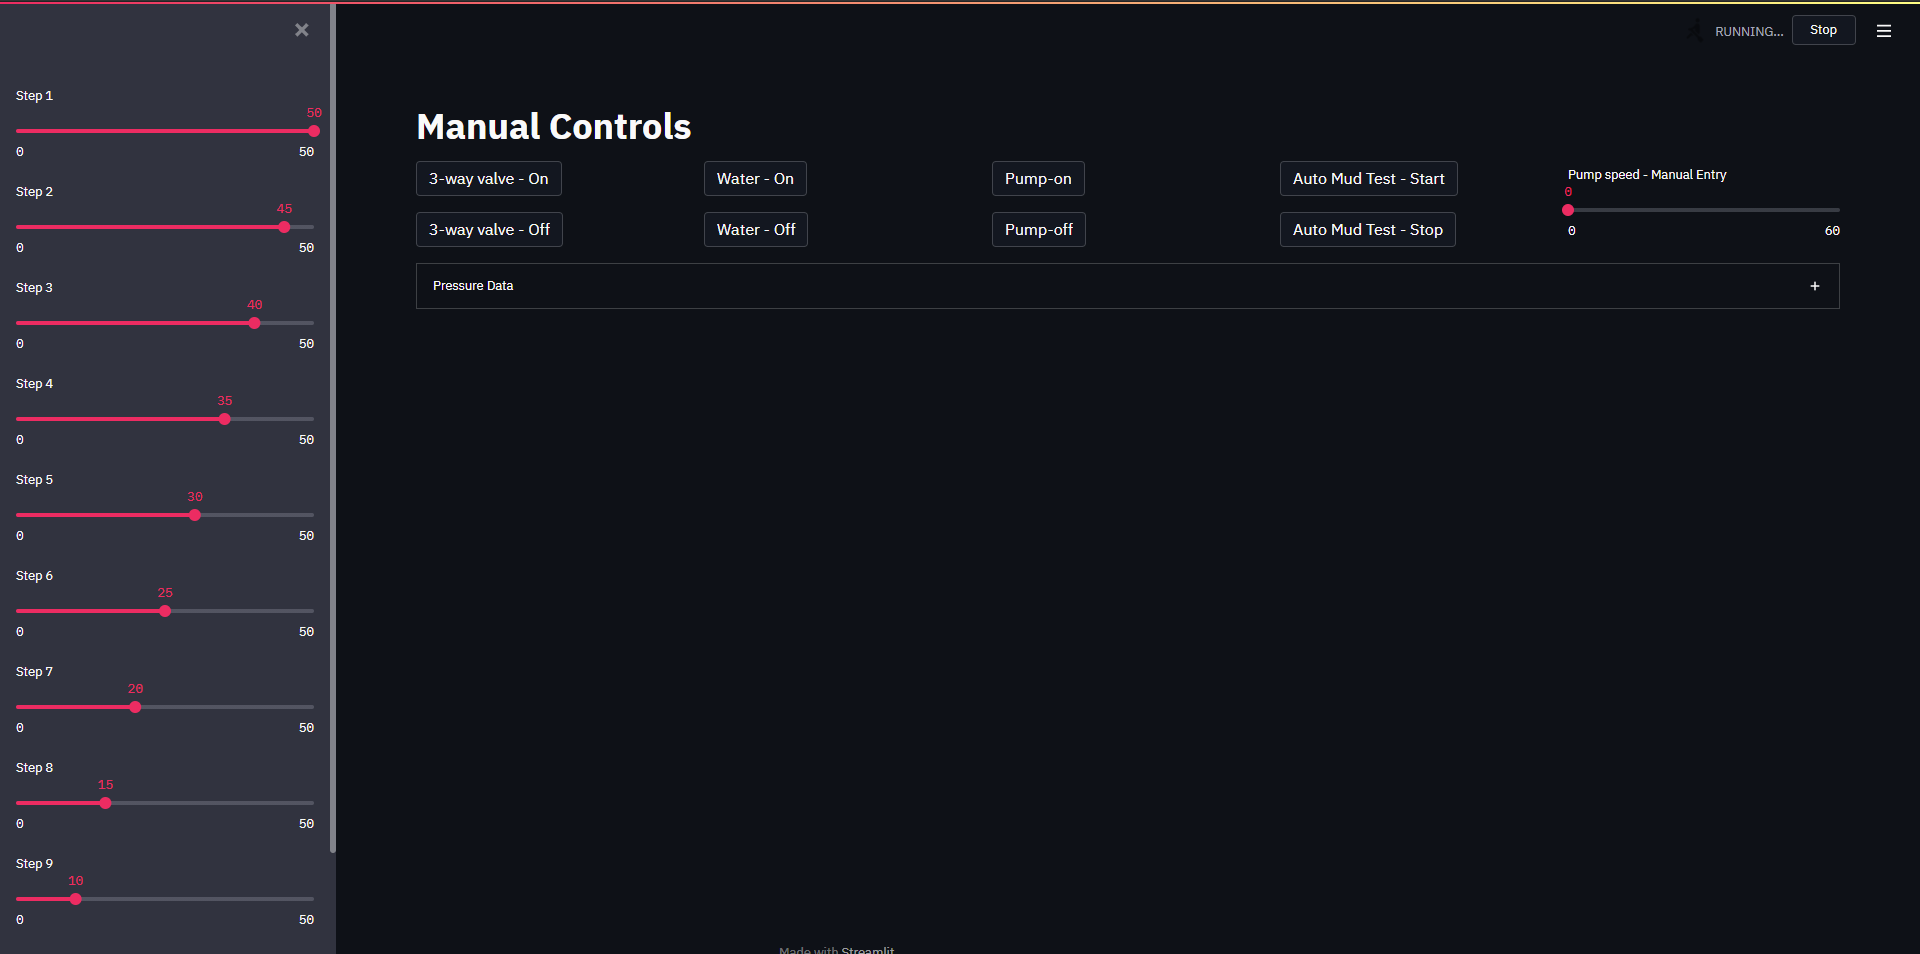 RUNNING...
Stop
Step 1
50
0 50
Step 2
45
0 50
Step 3
40
0 50
Step 4
35
0 50
Step 5
30
0 50
Step 6
25
0 50
Step 7
20
0 50
Step 8
15
0 50
Step 9
10
0 50
Manual Controls
3-way valve - On
Water - On
Pump-on
Auto Mud Test - Start
Pump speed - Manual Entry
0
0 60
3-way valve - Off
Water - Off
Pump-off
Auto Mud Test - Stop
Pressure Data
Made with Streamlit